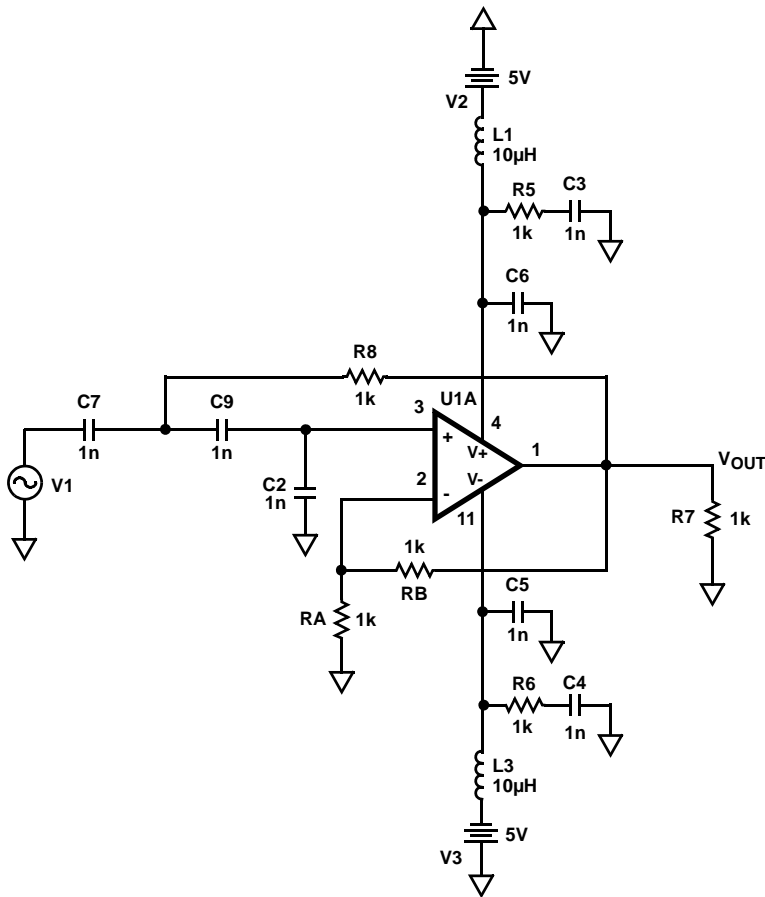 5V
V2
L1
10µH
R5
C3
1k
1n
C6
1n
R8
1k
U1A
C7
C9
3
4
1n
1n
+
V+
1
V1
C2
1n
2
-
V-
11
VOUT
R7
1k
1k
RB
RA
1k
C5
1n
R6
C4
1k
1n
L3
10µH
5V
V3